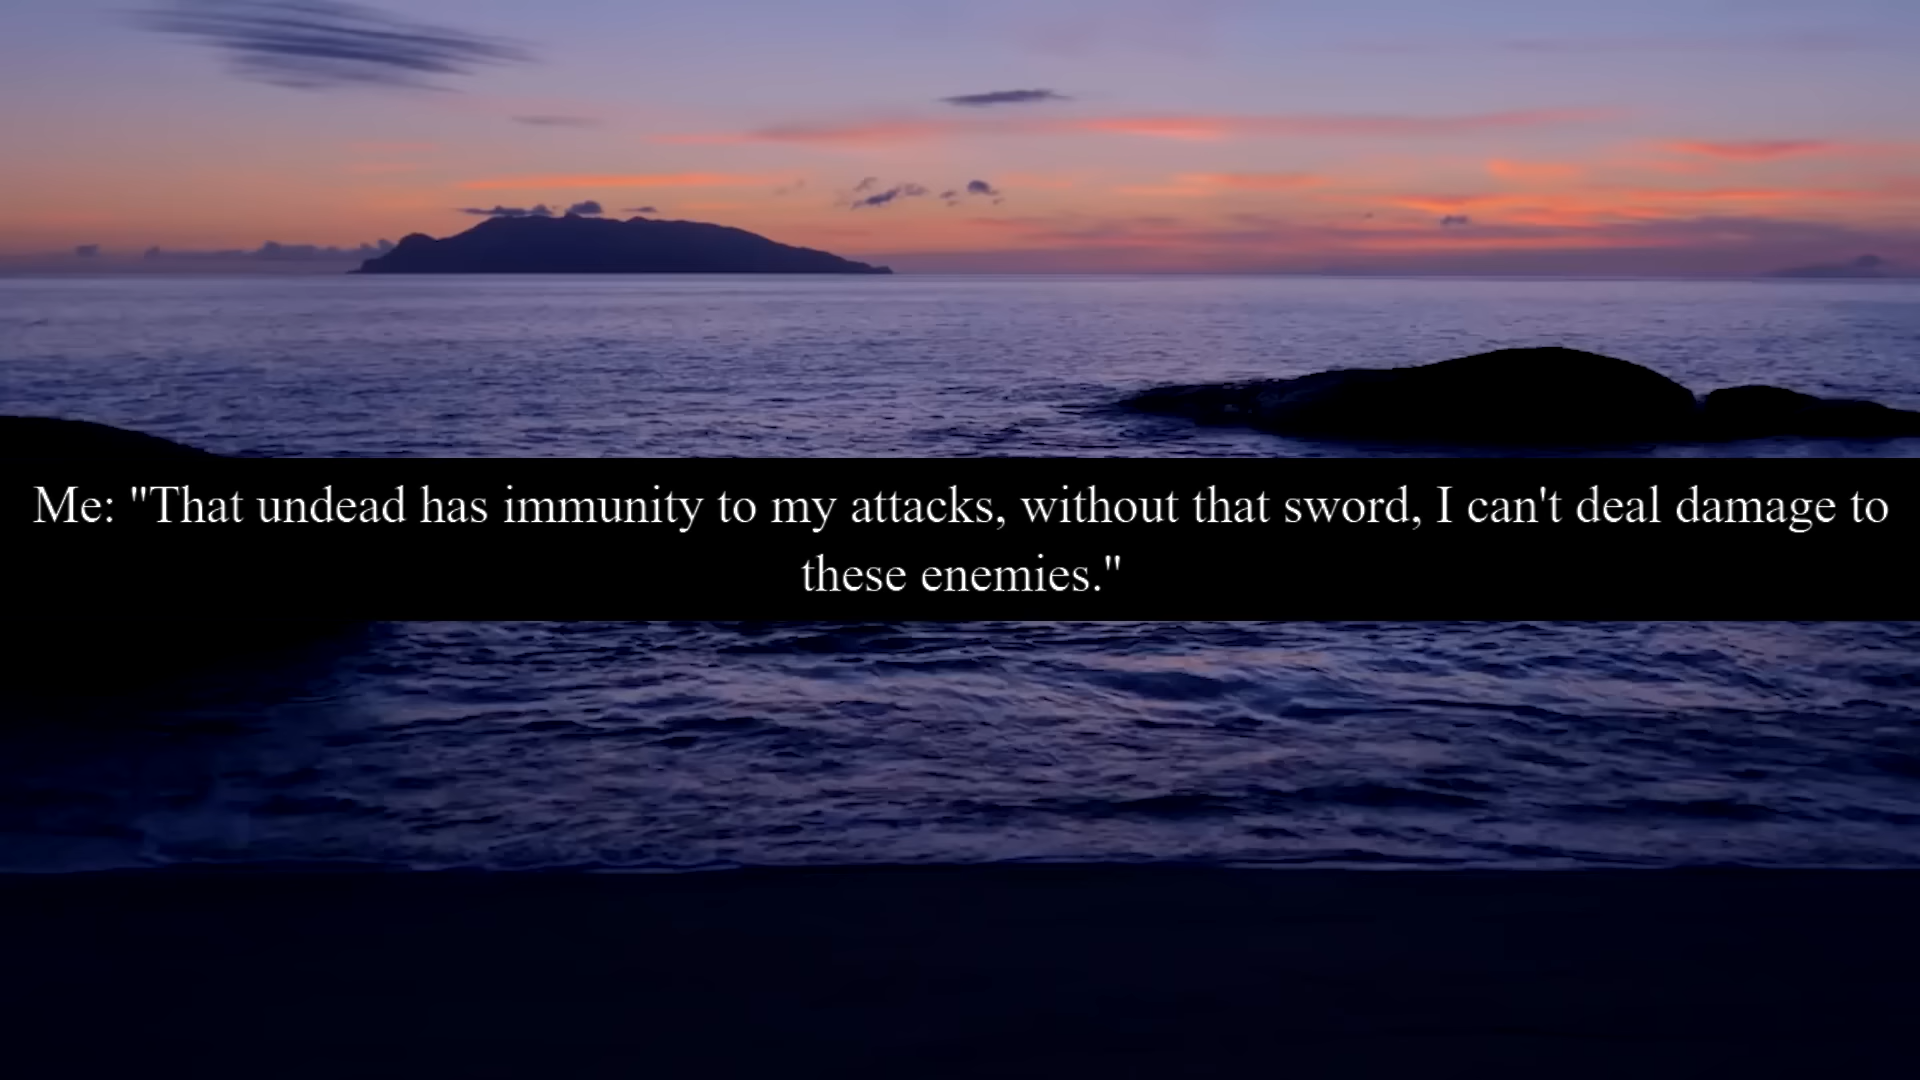 Me: "That undead has immunity to my attacks, without that sword, I can't deal damage to
these enemies."